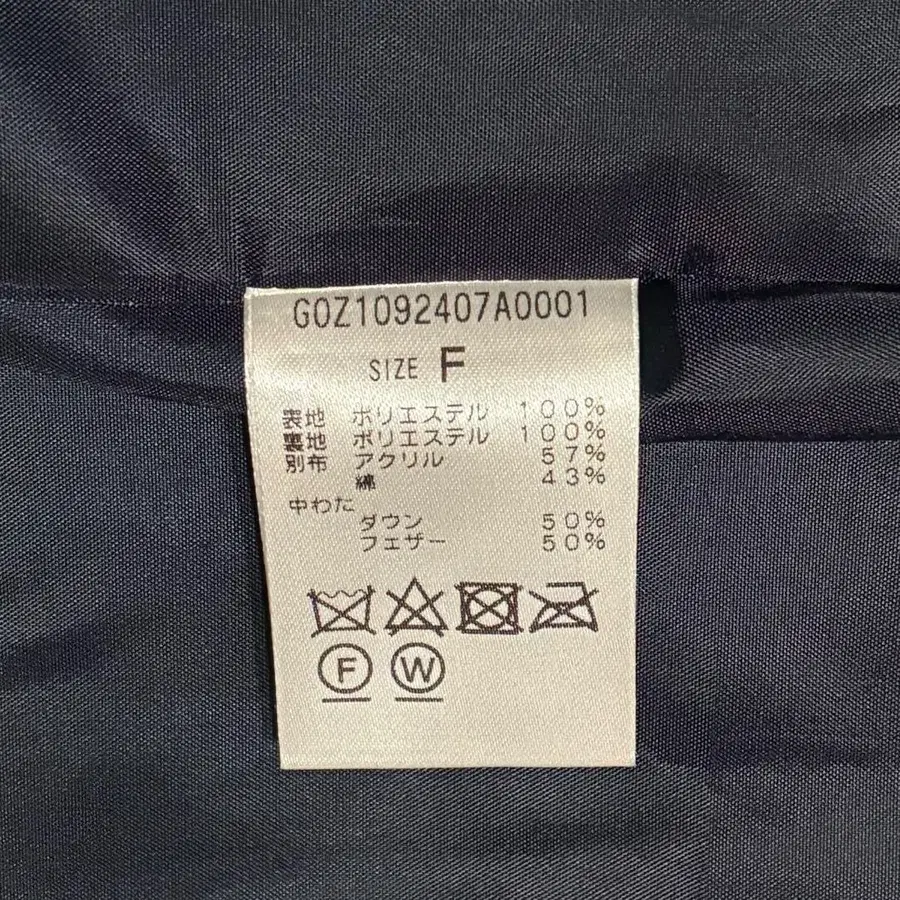 G0Z1092407A0001
SIZE F
表地 ポリエステル 100%
裏地 ポリエステル 100%
別布 アクリル 57%
綿 43%
中わた
ダウン 50%
フェザー 50%
F W